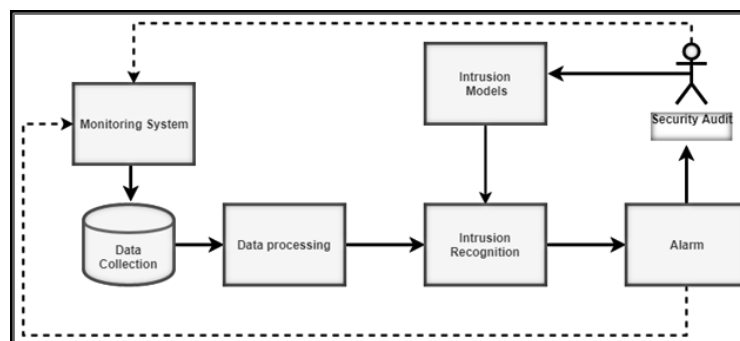 Monitoring System
Intrusion
Models
Security Audit
Data
Collection
Data processing
Intrusion
Recognition
Alarm